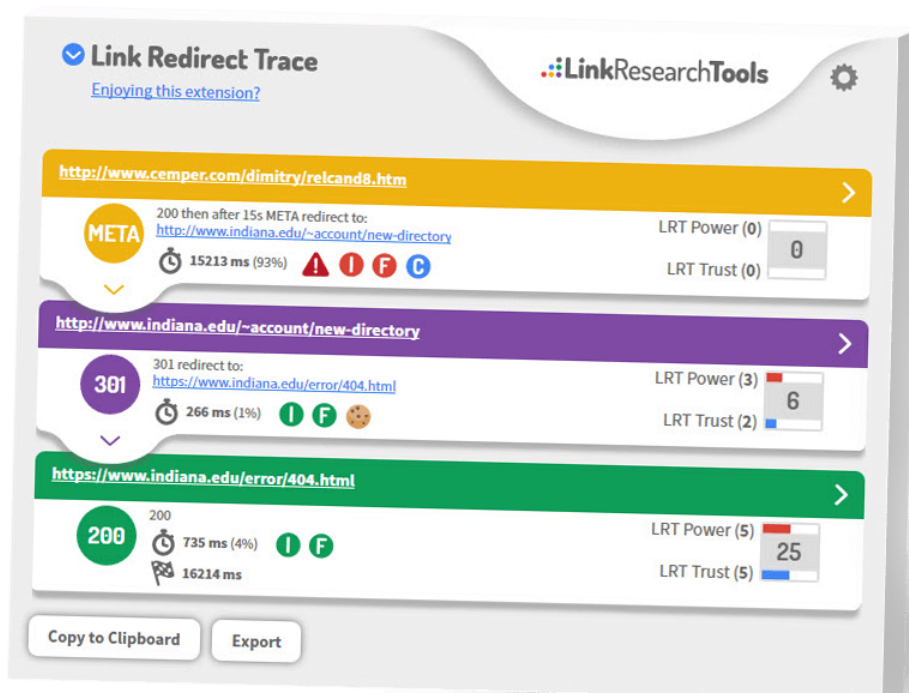 Link Redirect Trace
LinkResearchTools
Enjoying this extension?
http://www.cemper.com/dimitry/relcand8.htm
META
200 then after 15s META redirect to:
http://www.indiana.edu/~account/new-directory
15213 ms (93%)
! I F C
LRT Power (0)
0
LRT Trust (0)
http://www.indiana.edu/~account/new-directory
301
301 redirect to:
https://www.indiana.edu/error/404.html
266 ms (1%)
I F
LRT Power (3)
6
LRT Trust (2)
https://www.indiana.edu/error/404.html
200
200
735 ms (4%)
I F
16214 ms
LRT Power (5)
25
LRT Trust (5)
Copy to Clipboard
Export